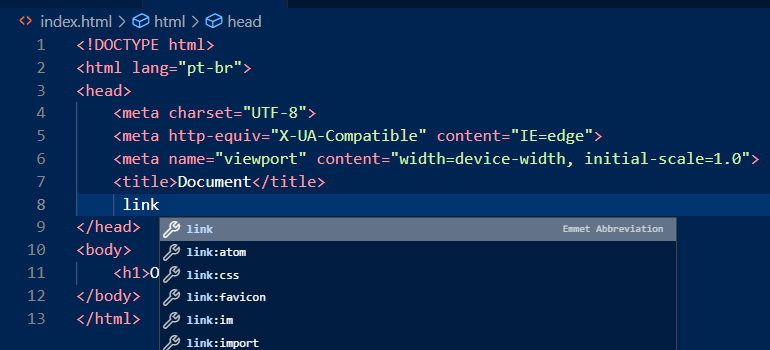 index.html > html > head
1 <!DOCTYPE html>
2 <html lang="pt-br">
3 <head>
4 <meta charset="UTF-8">
5 <meta http-equiv="X-UA-Compatible" content="IE=edge">
6 <meta name="viewport" content="width=device-width, initial-scale=1.0">
7 <title>Document</title>
8 link
9 </head>
link Emmet Abbreviation
10 <body>
link:atom
11 <h1>O
link:css
12 </body>
link:favicon
13 </html>
link:im
link:import